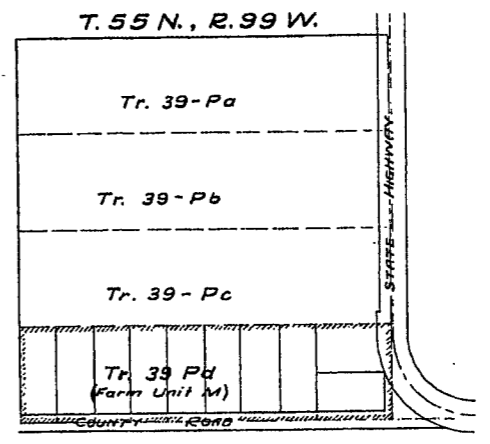 T. 55 N., R. 99 W.
Tr. 39-Pa
STATE HIGHWAY
Tr. 39-Pb
Tr. 39-Pc
Tr. 39 Pd
(Farm Unit M)
COUNTY ROAD